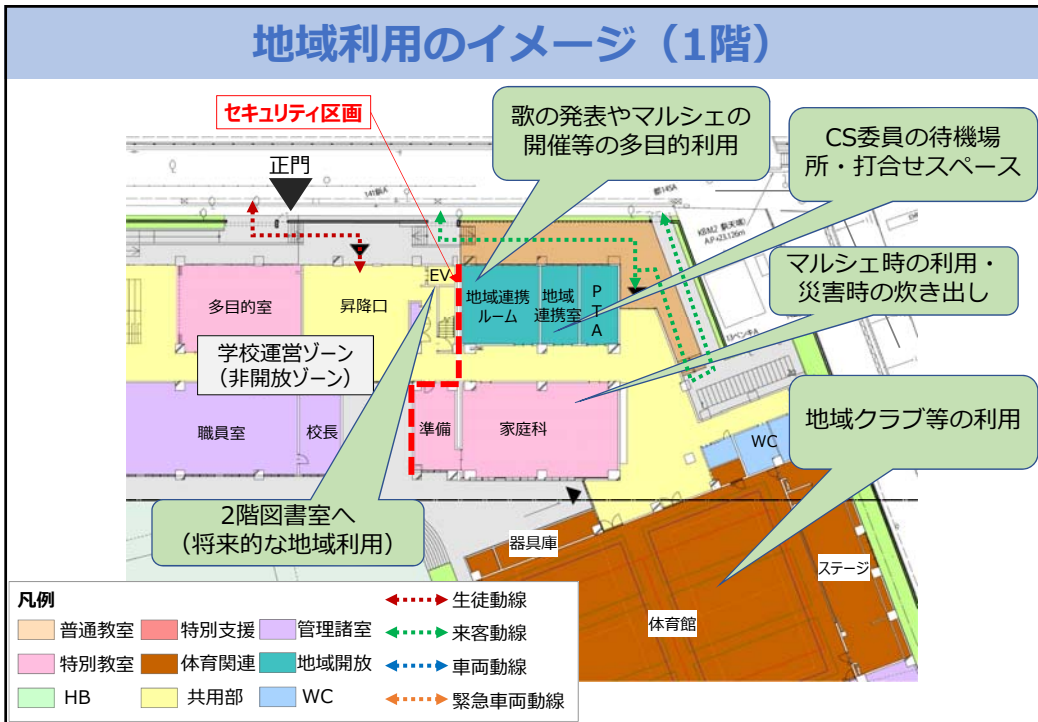 地域利用のイメージ（1階）
セキュリティ区画
歌の発表やマルシェの
開催等の多目的利用
CS委員の待機場
所・打合せスペース
正門
KBM.2
A.P+23.126m
マルシェ時の利用・
災害時の炊き出し
EV
多目的室
昇降口
地域連携
ルーム
地域
連携室
P
T
A
学校運営ゾーン
（非開放ゾーン）
職員室
校長
準備
家庭科
WC
地域クラブ等の利用
2階図書室へ
（将来的な地域利用）
器具庫
ステージ
体育館
凡例
普通教室
特別支援
管理諸室
特別教室
体育関連
地域開放
HB
共用部
WC
生徒動線
来客動線
車両動線
緊急車両動線